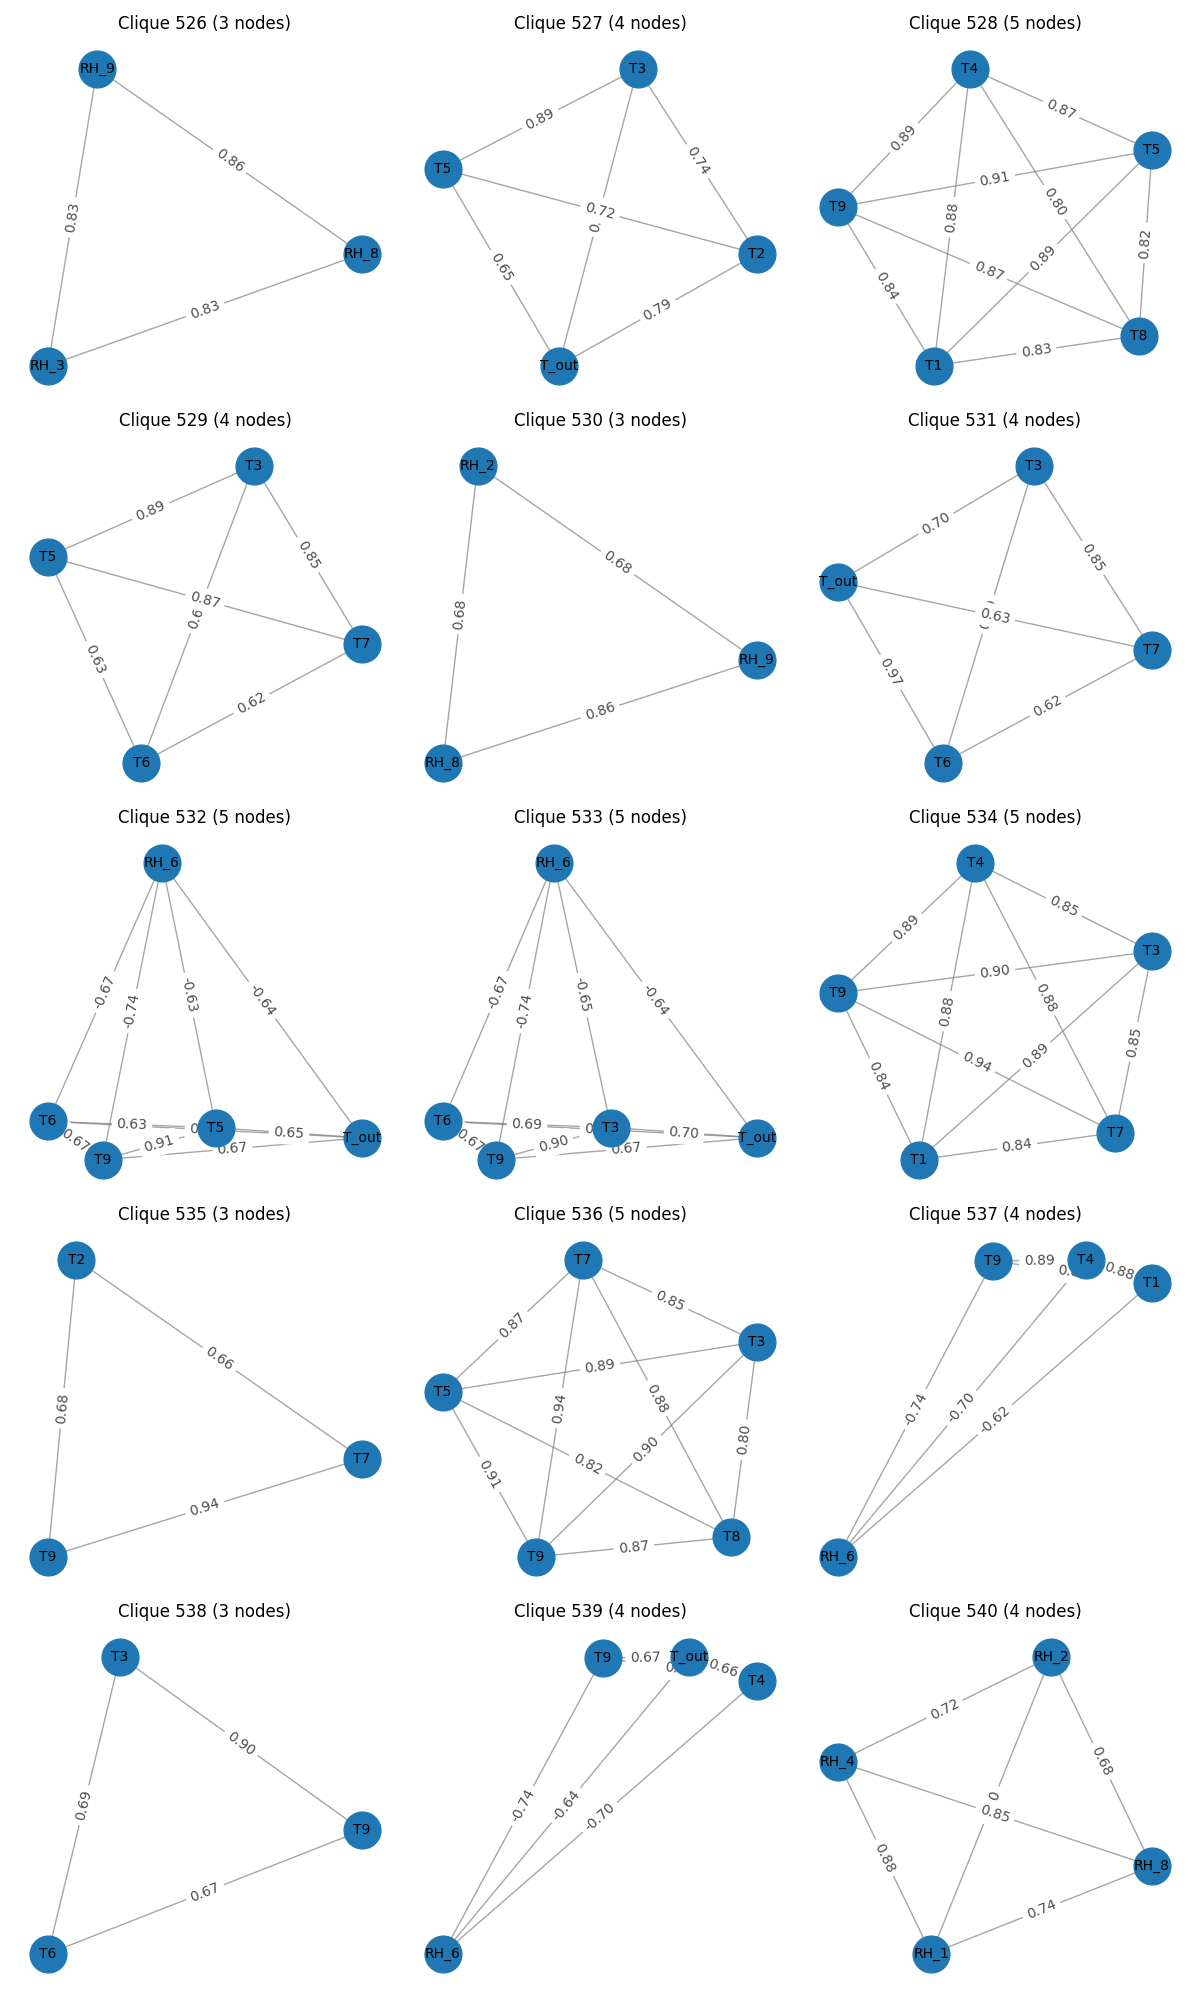 Clique 526 (3 nodes)
RH_9
0.86
0.83
RH_8
0.83
RH_3
Clique 527 (4 nodes)
T3
0.89
0.74
T5
0.72
0.65
T2
0.79
T_out
Clique 528 (5 nodes)
T4
0.87
0.89
T5
0.91
0.80
T9
0.88
0.82
0.89
0.87
0.84
T8
0.83
T1
Clique 529 (4 nodes)
T3
0.89
0.85
T5
0.87
0.6
T7
0.63
0.62
T6
Clique 530 (3 nodes)
RH_2
0.68
0.68
RH_9
0.86
RH_8
Clique 531 (4 nodes)
T3
0.70
0.85
T_out
0.63
T7
0.97
0.62
T6
Clique 532 (5 nodes)
RH_6
-0.67
-0.74
-0.63
-0.64
T6
0.63
T5
0.65
T_out
0.67
0.91
0.67
T9
Clique 533 (5 nodes)
RH_6
-0.67
-0.74
-0.65
-0.64
T6
0.69
T3
0.70
T_out
0.67
0.90
0.67
T9
Clique 534 (5 nodes)
T4
0.85
0.89
T3
0.90
T9
0.88
0.88
0.85
0.89
0.94
0.84
T7
0.84
T1
Clique 535 (3 nodes)
T2
0.66
0.68
T7
0.94
T9
Clique 536 (5 nodes)
T7
0.85
0.87
T3
0.89
T5
0.94
0.88
0.80
0.90
0.82
0.91
T8
0.87
T9
Clique 537 (4 nodes)
T9
0.89
T4
0.88
T1
-0.74
-0.70
-0.62
RH_6
Clique 538 (3 nodes)
T3
0.90
0.69
T9
0.67
T6
Clique 539 (4 nodes)
T9
0.67
T_out
0.66
T4
-0.74
-0.64
-0.70
RH_6
Clique 540 (4 nodes)
RH_2
0.72
0.68
RH_4
0
0.85
RH_8
0.88
0.74
RH_1